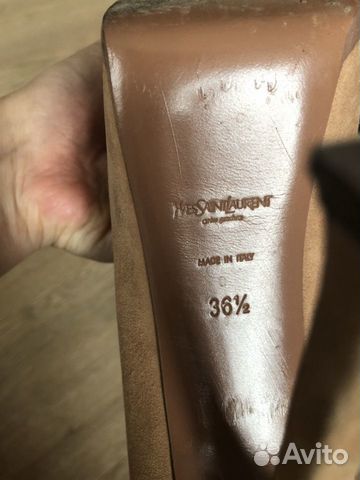 YVESSAINTLAURENT
MADE IN ITALY
36½
Avito